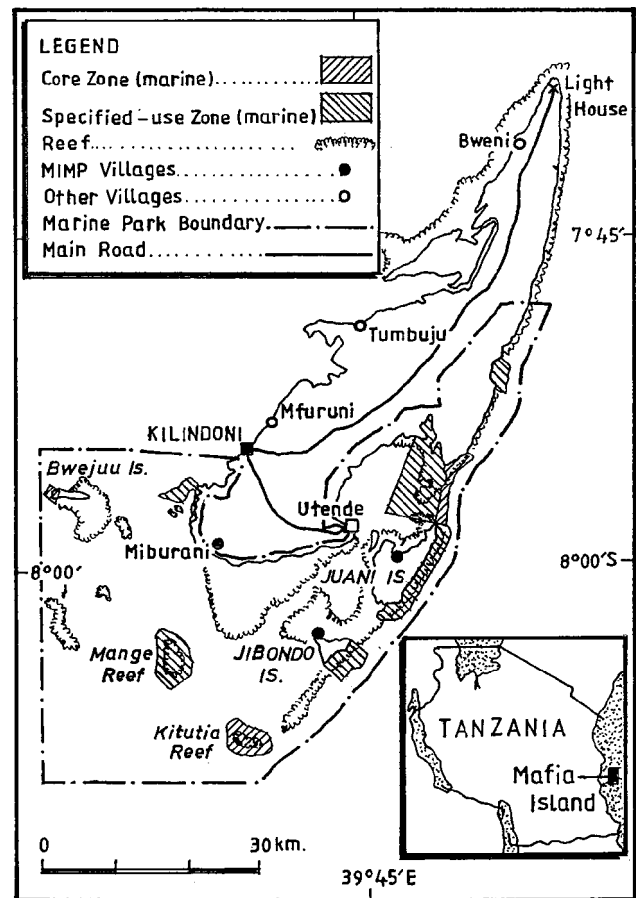 LEGEND
Core Zone (marine)
Specified-use Zone (marine)
Reef
MIMP Villages
Other Villages
Marine Park Boundary
Main Road
Light House
Bweni
7°45'
Tumbuju
Mfuruni
KILINDONI
Bwejuu Is.
Utende
Miburani
8°00'
8°00'S
JUANI IS.
JIBONDO IS.
Mange Reef
Kitutia Reef
TANZANIA
Mafia Island
0 30 km.
39°45'E